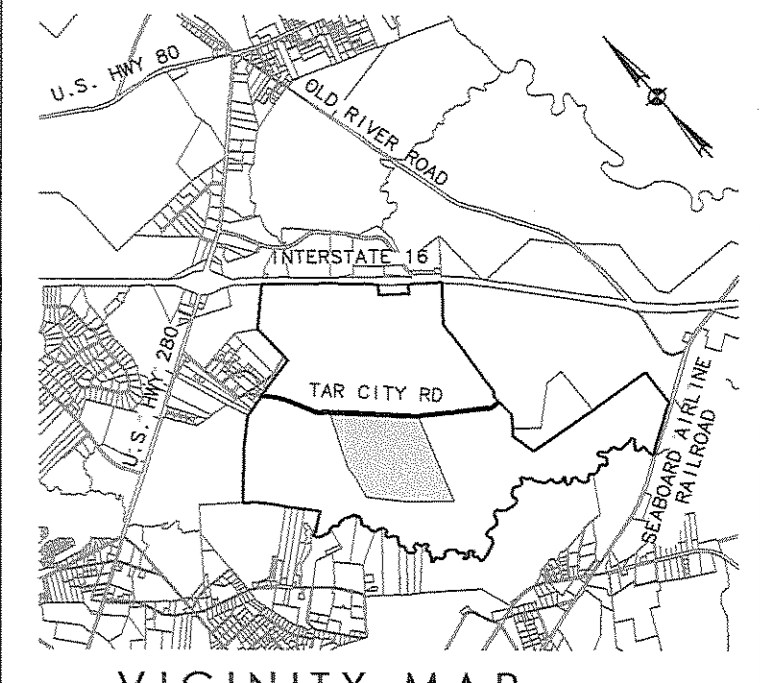 U.S. HWY 80
OLD RIVER ROAD
INTERSTATE 16
U.S. HWY 280
TAR CITY RD
SEABOARD AIRLINE
RAILROAD
VICINITY MAP